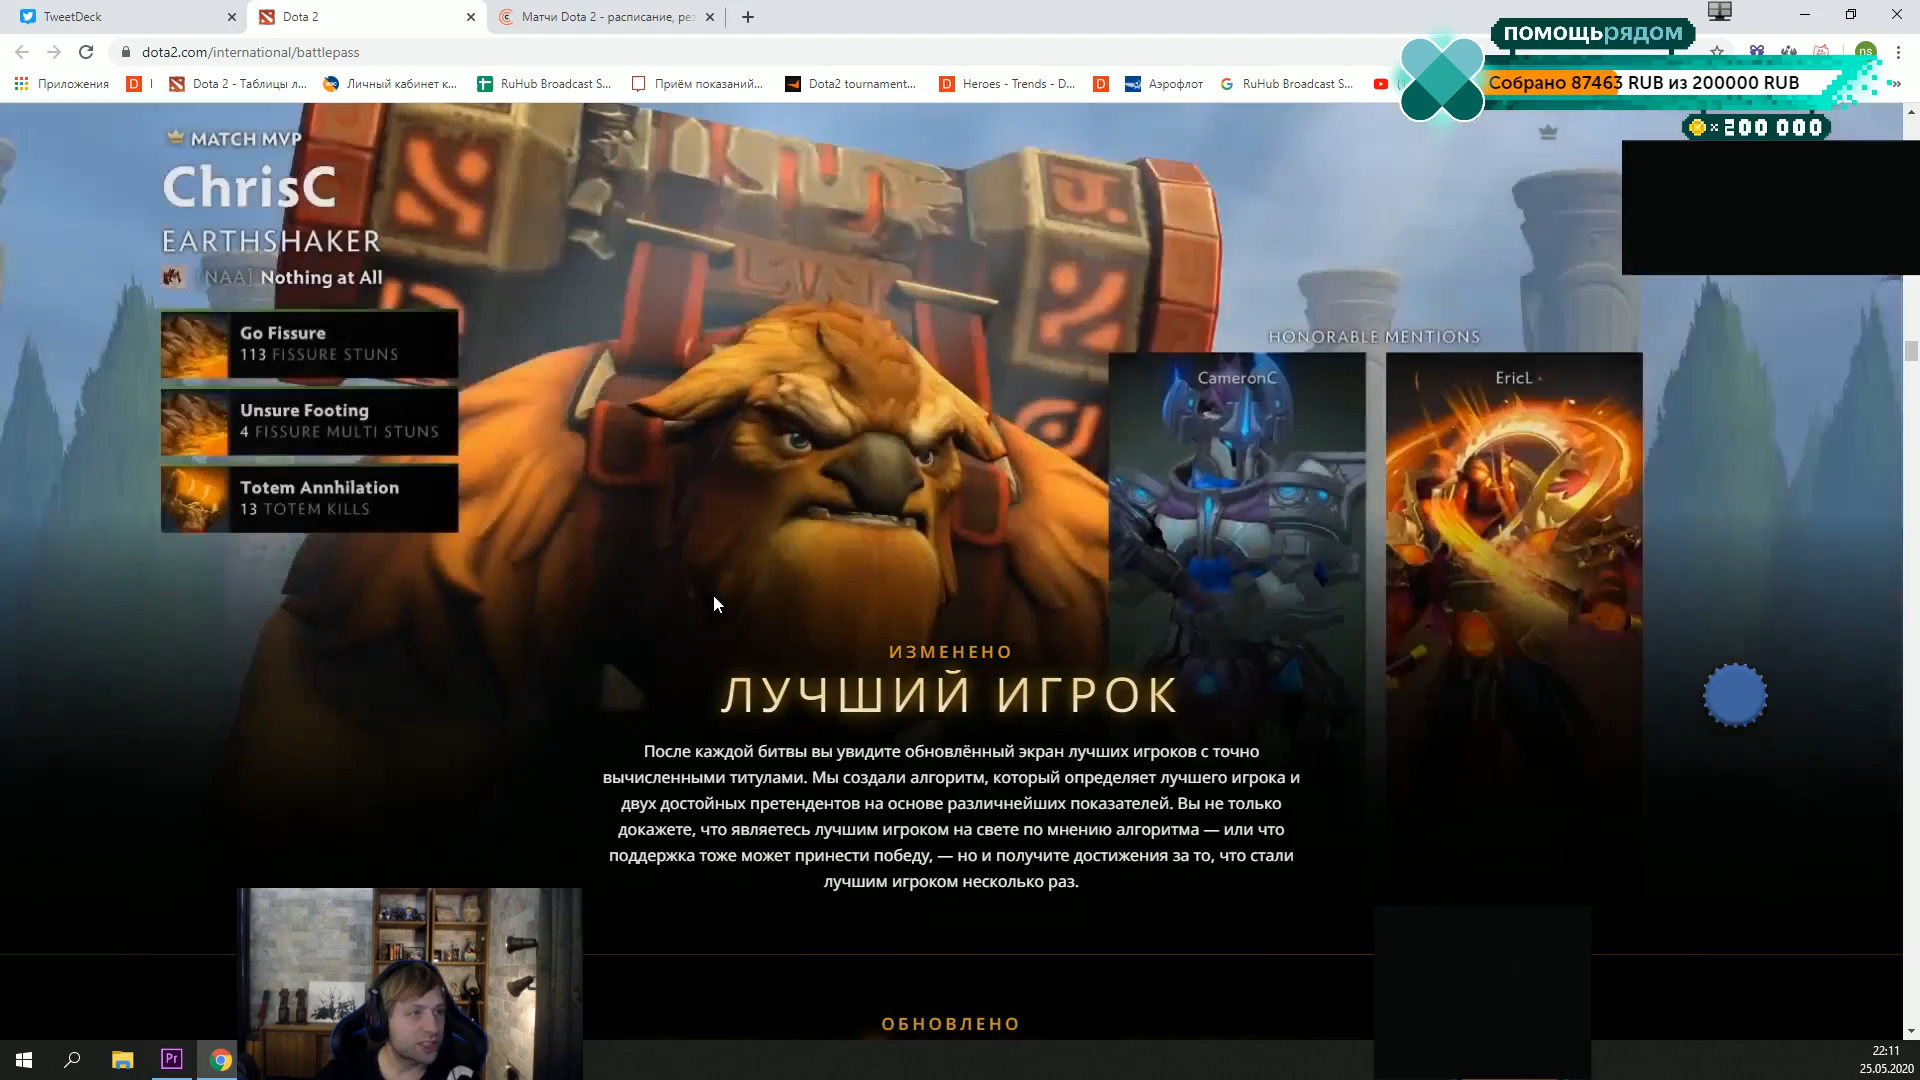 TweetDeck
Dota 2
Матчи Dota 2 - расписание, рез
dota2.com/international/battlepass
ns
Приложения
Dota 2 - Таблицы л...
Личный кабинет к...
RuHub Broadcast S...
Приём показаний...
Dota2 tournament...
Heroes - Trends - D...
Аэрофлот
RuHub Broadcast S...
ПОМОЩЬРЯДОМ
Собрано 87463 RUB из 200000 RUB
×200 000
MATCH MVP
ChrisC
EARTHSHAKER
[NAA] Nothing at All
Go Fissure
113 FISSURE STUNS
Unsure Footing
4 FISSURE MULTI STUNS
Totem Annhilation
13 TOTEM KILLS
HONORABLE MENTIONS
CameronC
EricL
ИЗМЕНЕНО
ЛУЧШИЙ ИГРОК
После каждой битвы вы увидите обновлённый экран лучших игроков с точно
вычисленными титулами. Мы создали алгоритм, который определяет лучшего игрока и
двух достойных претендентов на основе различнейших показателей. Вы не только
докажете, что являетесь лучшим игроком на свете по мнению алгоритма — или что
поддержка тоже может принести победу, — но и получите достижения за то, что стали
лучшим игроком несколько раз.
ОБНОВЛЕНО
Pr
22:11
25.05.2020